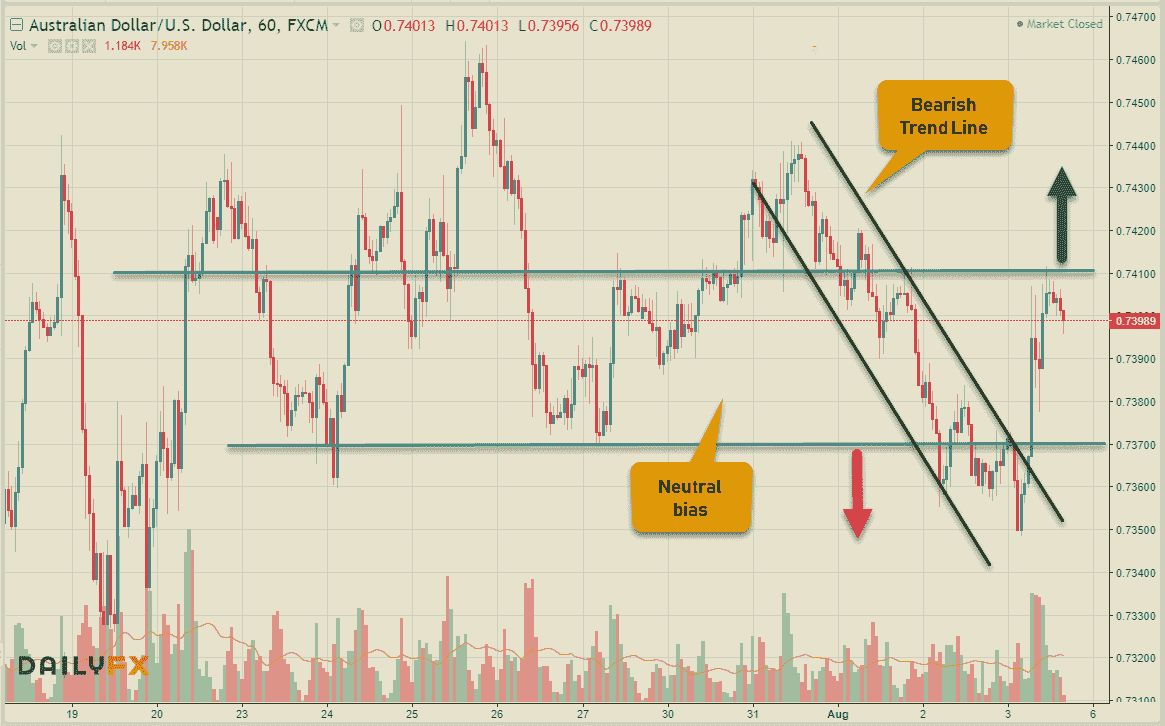 Australian Dollar/U.S. Dollar, 60, FXCM O0.74013 H0.74013 L0.73956 C0.73989
Market Closed
Vol 1.184K 7.958K
0.74700
0.74600
0.74500
0.74400
0.74300
0.74200
0.74100
0.73989
0.73900
0.73800
0.73700
0.73600
0.73500
0.73400
0.73300
0.73200
0.7310
Bearish
Trend Line
Neutral
bias
DAILYFX
19 20 23 24 25 26 27 30 31 Aug 2 3 6